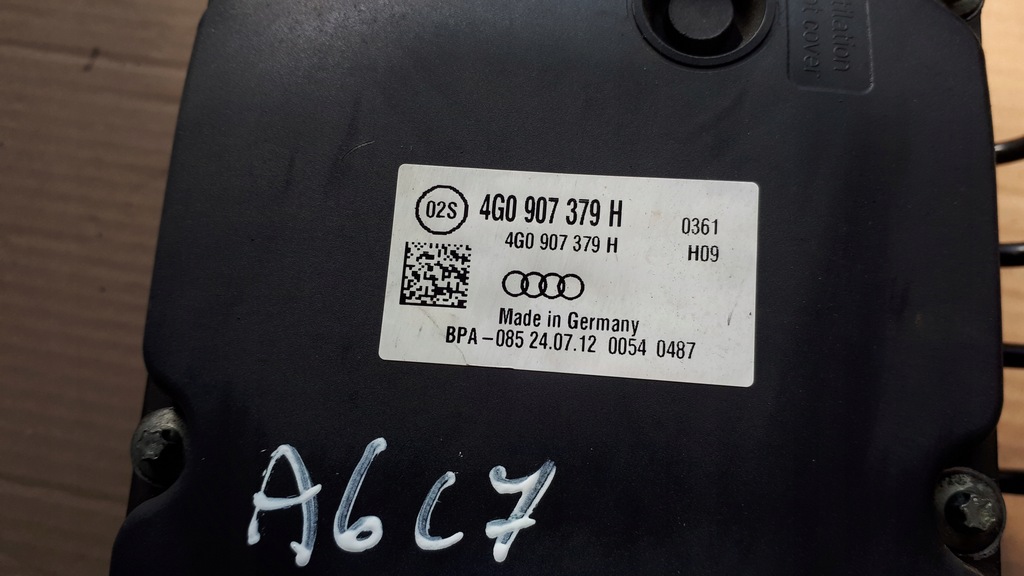 02S 4G0 907 379 H 0361
4G0 907 379 H H09
Made in Germany
BPA-085 24.07.12 0054 0487
A6C7
cover